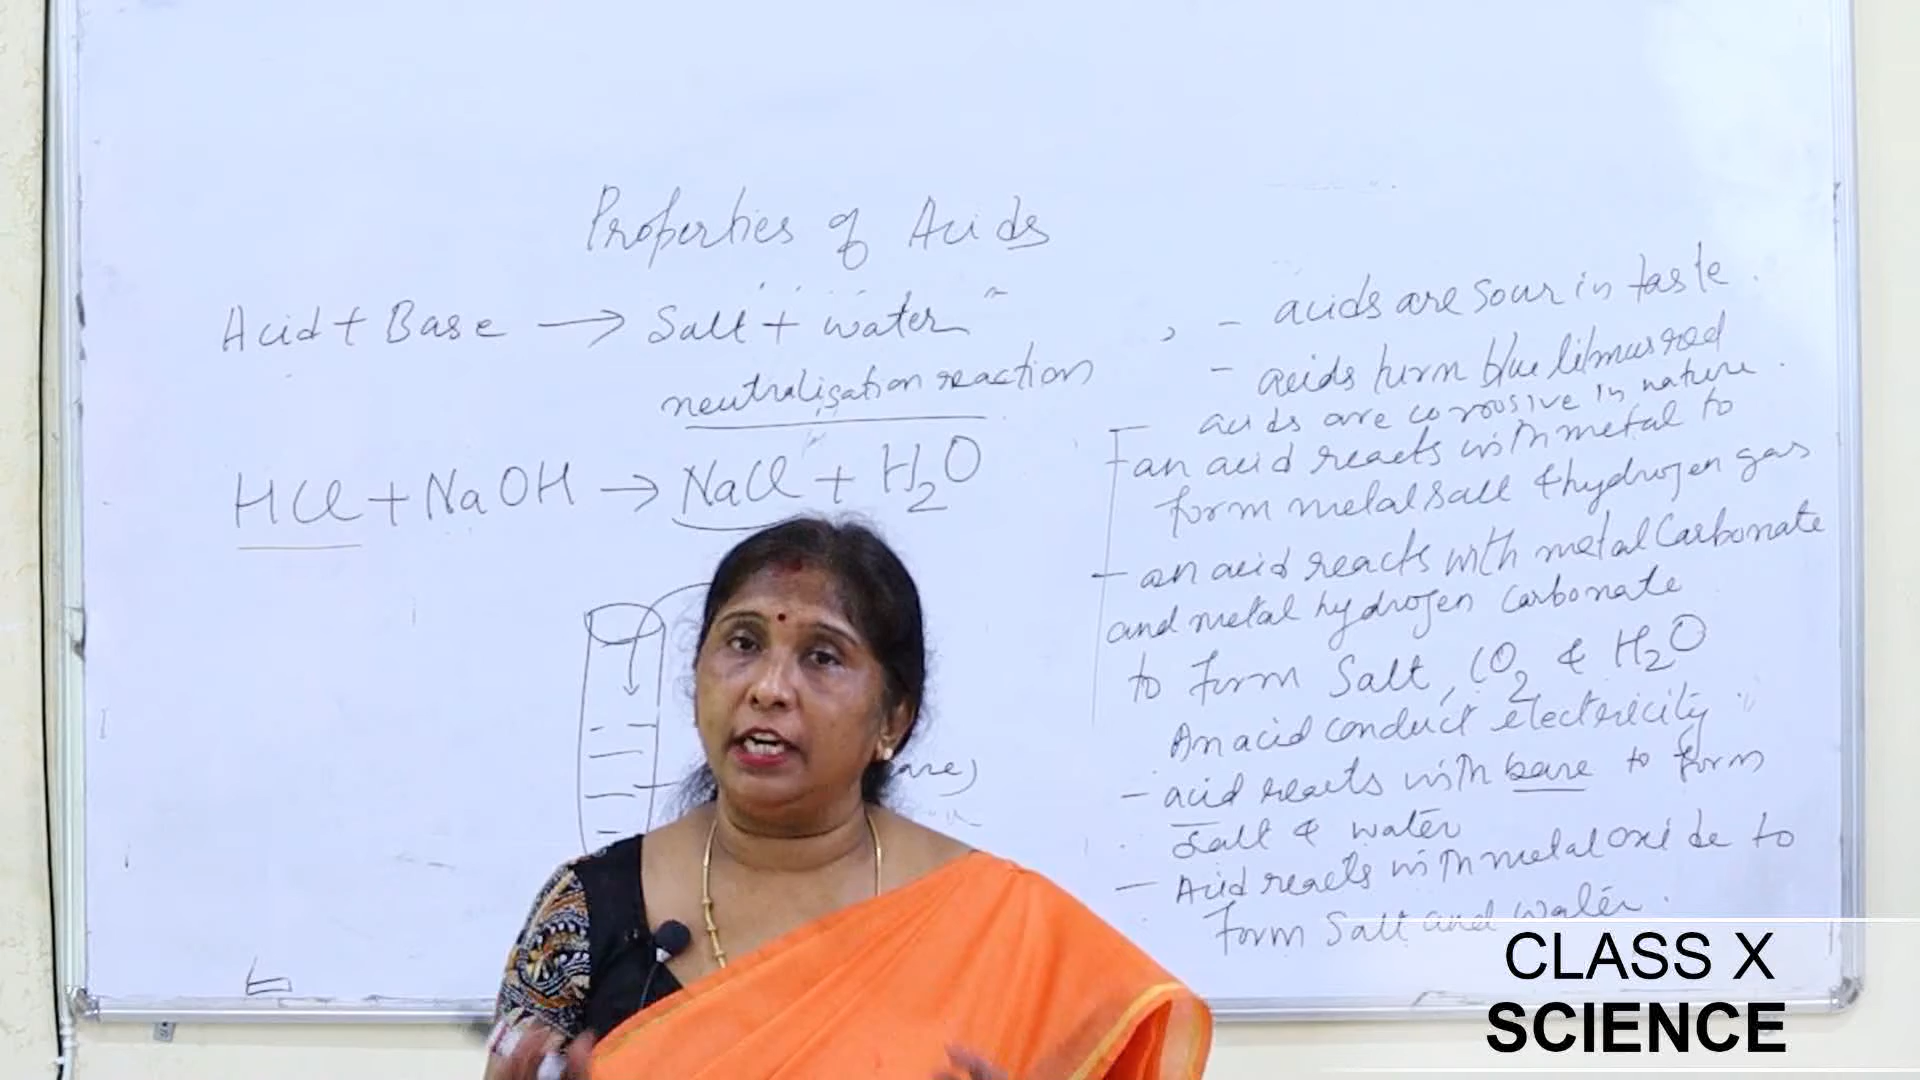 Properties of Acids
Acid + Base → Salt + water
neutralisation reaction
HCl + NaOH → NaCl + H₂O
- acids are sour in taste.
- acids turn blue litmus red
acids are corrosive in nature.
- an acid reacts with metal to
form metal salt & hydrogen gas
- an acid reacts with metal Carbonate
and metal hydrogen carbonate
to form Salt, CO₂ & H₂O
An acid conduct electricity
- acid reacts with base to form
Salt & water
- Acid reacts with metal oxide to
form Salt and water.
CLASS X
SCIENCE